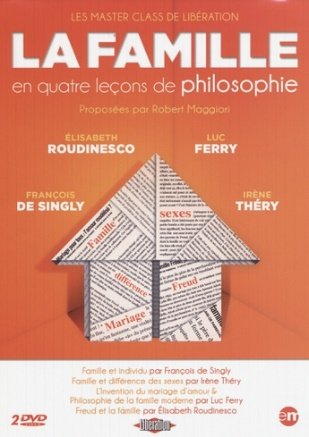 LES MASTER CLASS DE LIBÉRATION
LA FAMILLE
en quatre leçons de philosophie
Proposées par Robert Maggiori
ÉLISABETH
ROUDINESCO
LUC
FERRY
FRANÇOIS
DE SINGLY
IRÈNE
THÉRY
sexes
Famille
différence
Freud
Mariage
Famille et individu par François de Singly
Famille et différence des sexes par Irène Théry
L'invention du mariage d'amour &
Philosophie de la famille moderne par Luc Ferry
Freud et la famille par Élisabeth Roudinesco
2 DVD
Libération
em